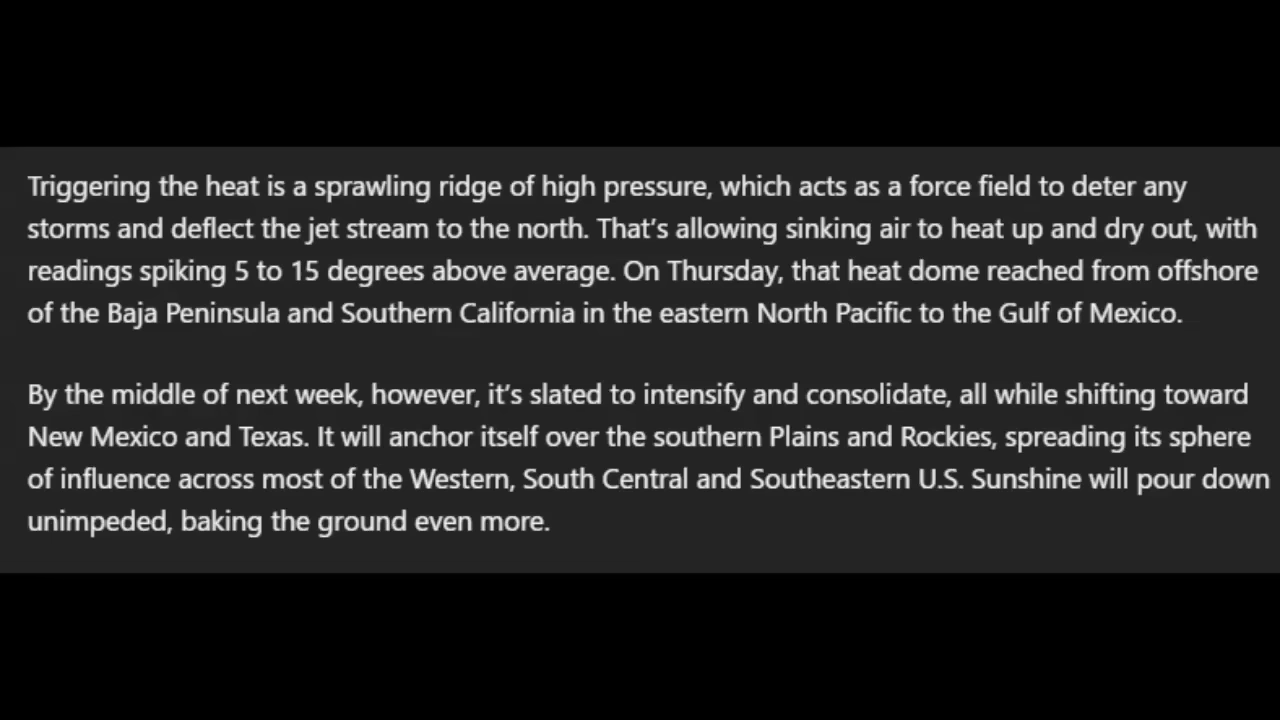 Triggering the heat is a sprawling ridge of high pressure, which acts as a force field to deter any
storms and deflect the jet stream to the north. That’s allowing sinking air to heat up and dry out, with
readings spiking 5 to 15 degrees above average. On Thursday, that heat dome reached from offshore
of the Baja Peninsula and Southern California in the eastern North Pacific to the Gulf of Mexico.
By the middle of next week, however, it’s slated to intensify and consolidate, all while shifting toward
New Mexico and Texas. It will anchor itself over the southern Plains and Rockies, spreading its sphere
of influence across most of the Western, South Central and Southeastern U.S. Sunshine will pour down
unimpeded, baking the ground even more.